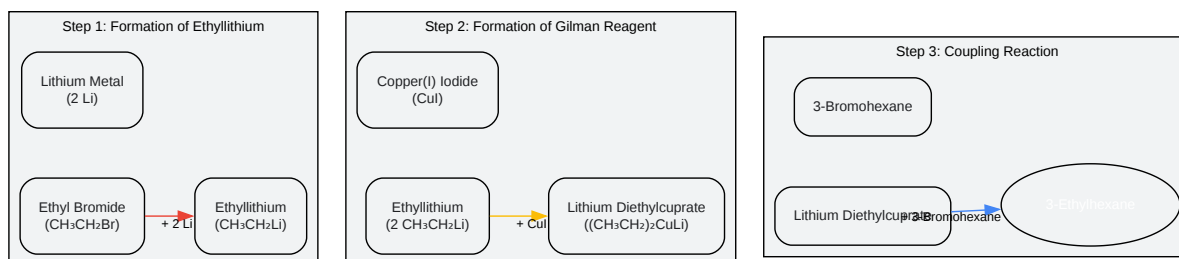 Step 1: Formation of Ethyllithium
Lithium Metal
(2 Li)
Ethyl Bromide
(CH₃CH₂Br)
+ 2 Li
Ethyllithium
(CH₃CH₂Li)
Step 2: Formation of Gilman Reagent
Copper(I) Iodide
(CuI)
Ethyllithium
(2 CH₃CH₂Li)
+ CuI
Lithium Diethylcuprate
((CH₃CH₂)₂CuLi)
Step 3: Coupling Reaction
3-Bromohexane
Lithium Diethylcuprate
+ 3-Bromohexane
3-Ethylhexane